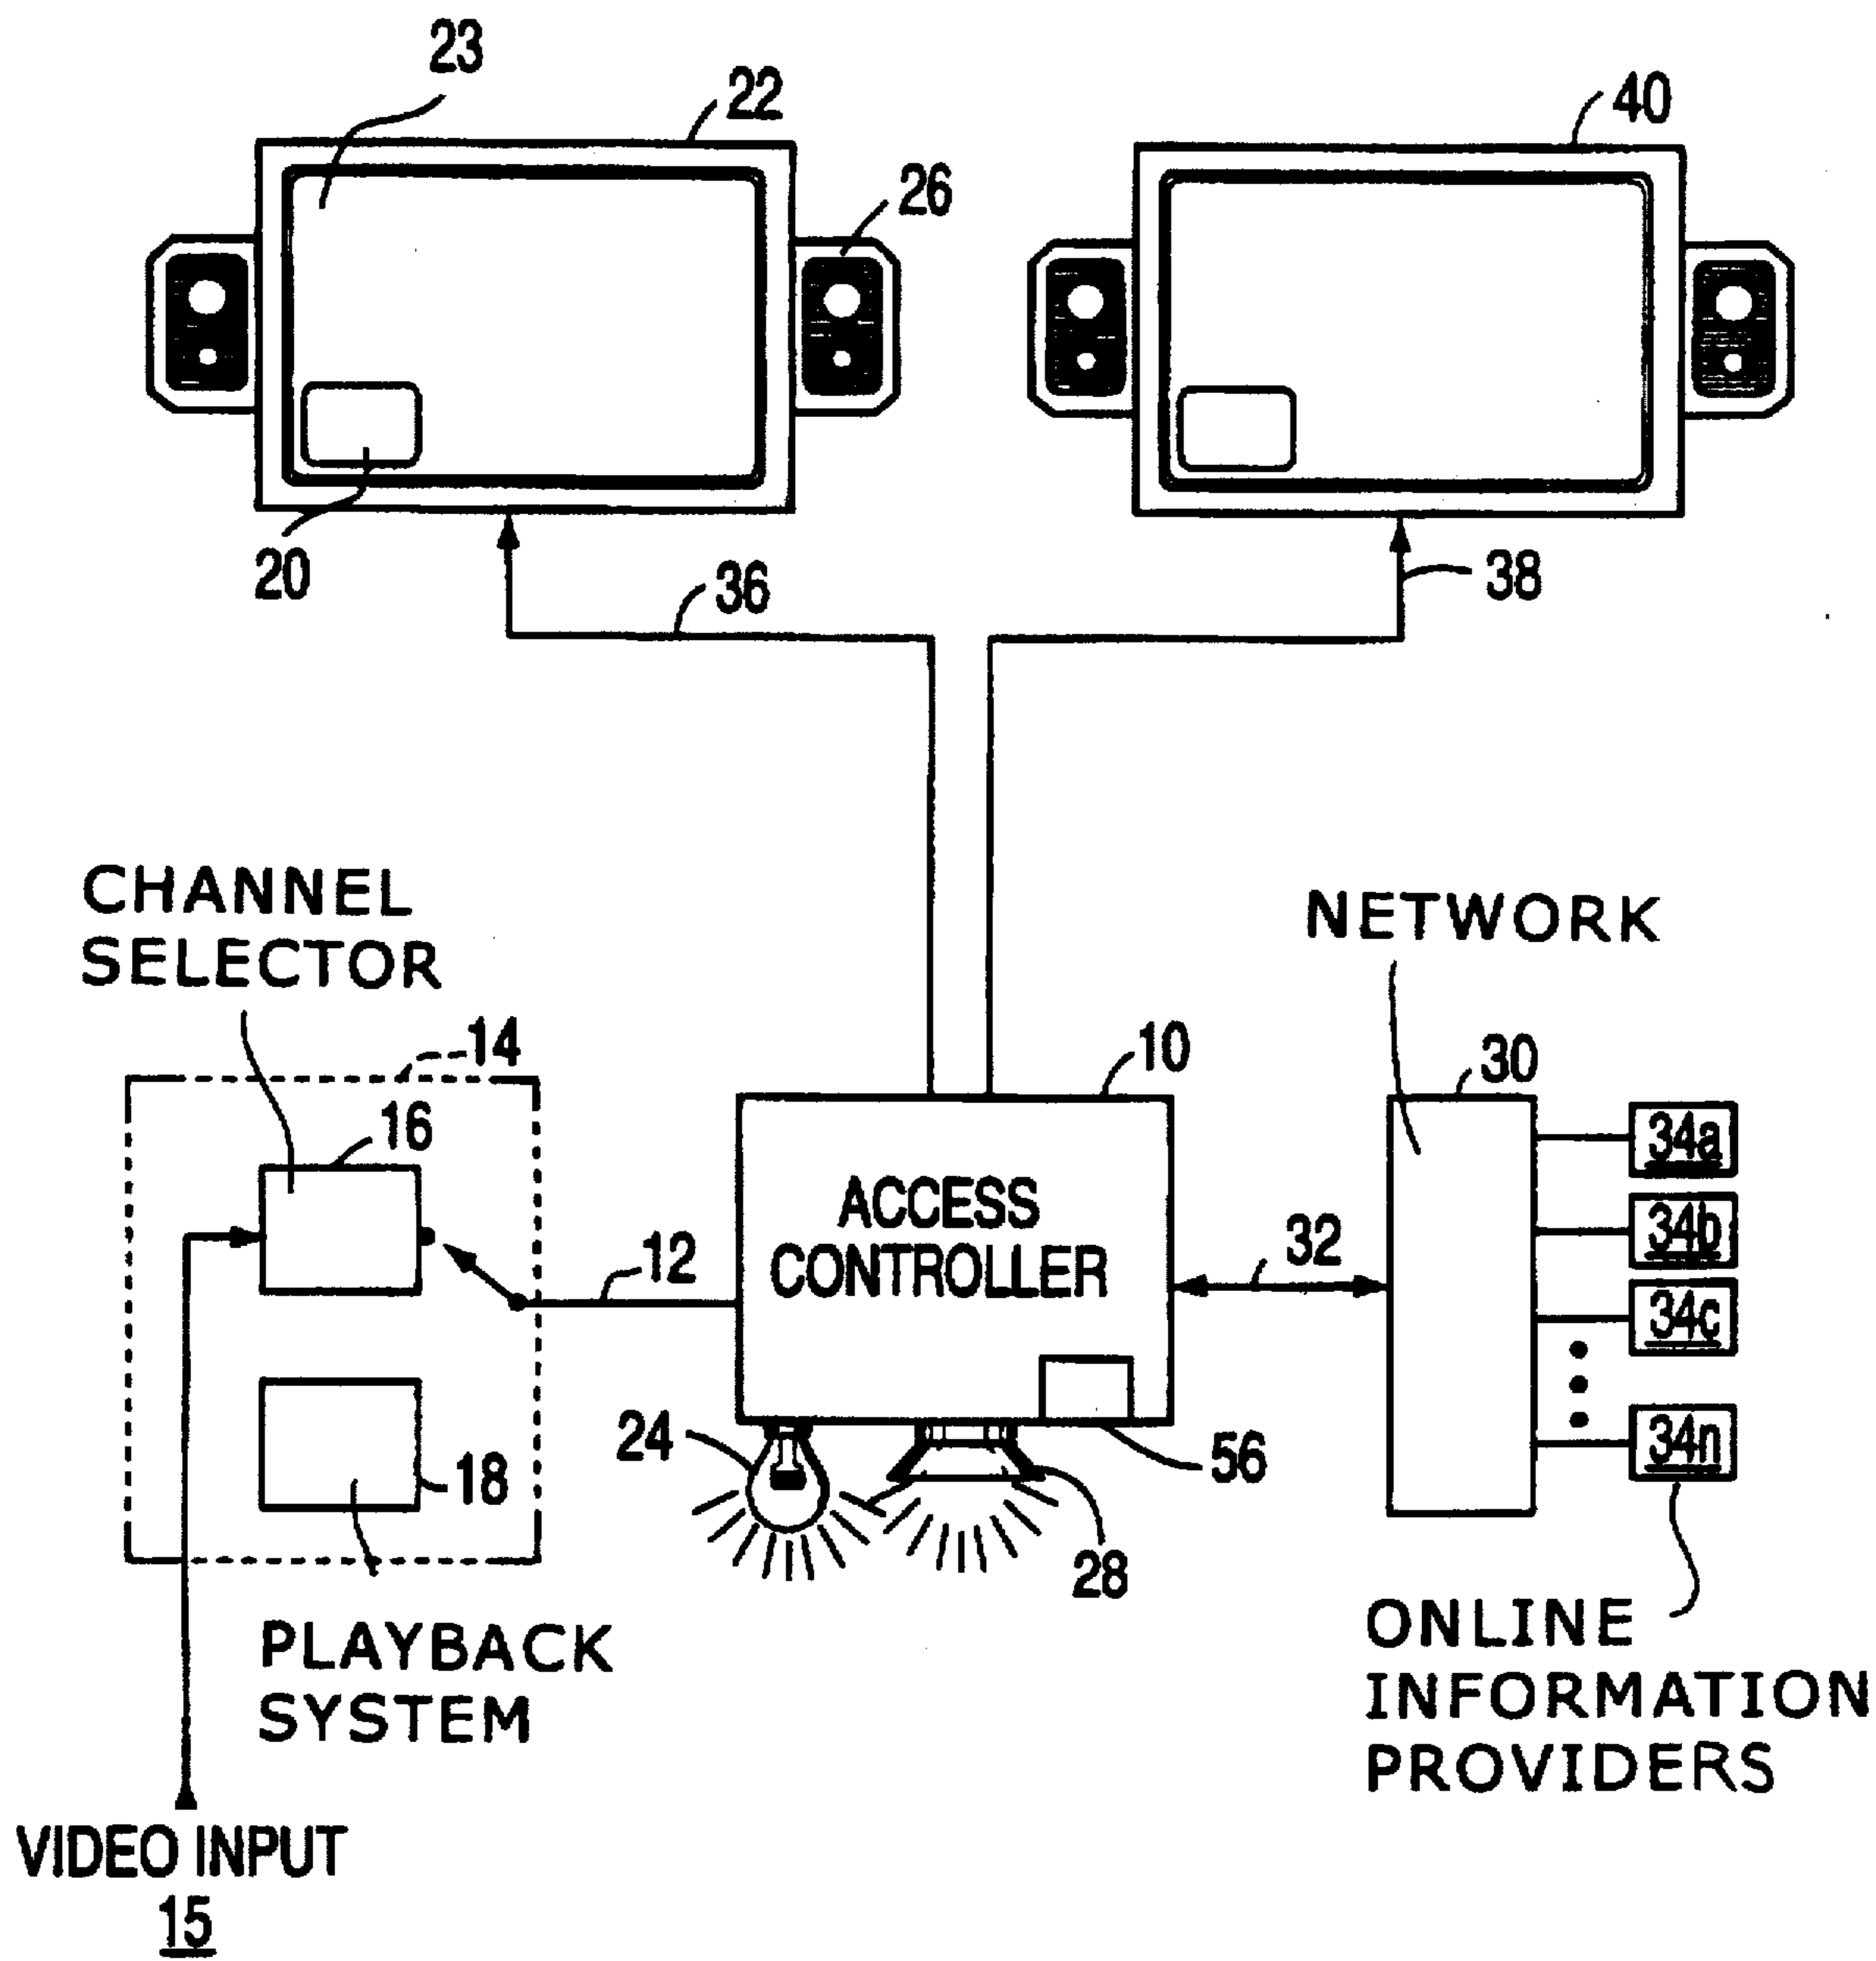 23
22
40
26
20
36
38
CHANNEL
SELECTOR
NETWORK
14
10
30
16
34a
ACCESS
CONTROLLER
34b
12
32
34c
24
18
56
34n
28
PLAYBACK
SYSTEM
ONLINE
INFORMATION
PROVIDERS
VIDEO INPUT
15